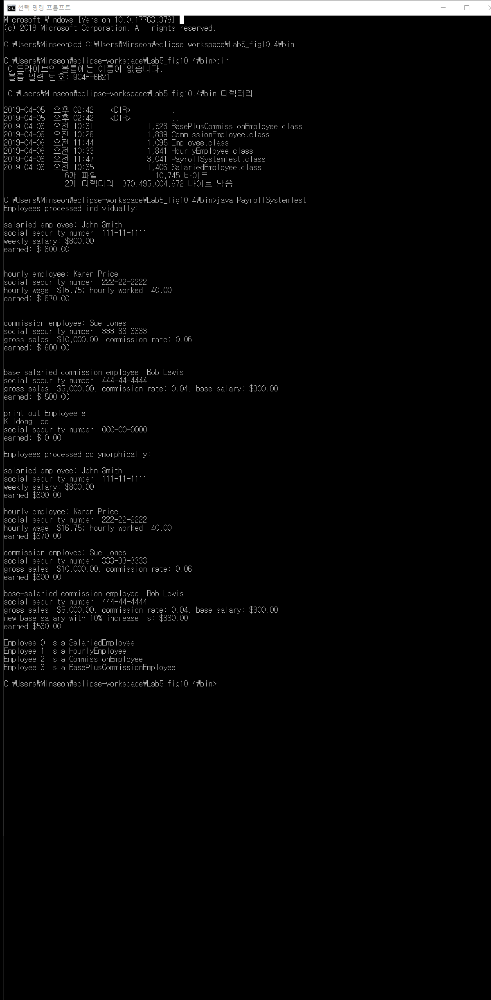 선택 명령 프롬프트
Microsoft Windows [Version 10.0.17763.379]
(c) 2018 Microsoft Corporation. All rights reserved.
C:₩Users₩Minseon>cd C:₩Users₩Minseon₩eclipse-workspace₩Lab5_fig10.4₩bin
C:₩Users₩Minseon₩eclipse-workspace₩Lab5_fig10.4₩bin>dir
C 드라이브의 볼륨에는 이름이 없습니다.
볼륨 일련 번호: 9C4F-6B21
C:₩Users₩Minseon₩eclipse-workspace₩Lab5_fig10.4₩bin 디렉터리
2019-04-05  오후 02:42    <DIR>          .
2019-04-05  오후 02:42    <DIR>          ..
2019-04-06  오전 10:31             1,523 BasePlusCommissionEmployee.class
2019-04-06  오전 10:26             1,839 CommissionEmployee.class
2019-04-06  오전 11:44             1,095 Employee.class
2019-04-06  오전 10:33             1,841 HourlyEmployee.class
2019-04-06  오전 11:47             3,041 PayrollSystemTest.class
2019-04-06  오전 10:35             1,406 SalariedEmployee.class
6개 파일              10,745 바이트
2개 디렉터리  370,495,004,672 바이트 남음
C:₩Users₩Minseon₩eclipse-workspace₩Lab5_fig10.4₩bin>java PayrollSystemTest
Employees processed individually:
salaried employee: John Smith
social security number: 111-11-1111
weekly salary: $800.00
earned: $ 800.00
hourly employee: Karen Price
social security number: 222-22-2222
hourly wage: $16.75; hourly worked: 40.00
earned: $ 670.00
commission employee: Sue Jones
social security number: 333-33-3333
gross sales: $10,000.00; commission rate: 0.06
earned: $ 600.00
base-salaried commission employee: Bob Lewis
social security number: 444-44-4444
gross sales: $5,000.00; commission rate: 0.04; base salary: $300.00
earned: $ 500.00
print out Employee e
Kildong Lee
social security number: 000-00-0000
earned: $ 0.00
Employees processed polymorphically:
salaried employee: John Smith
social security number: 111-11-1111
weekly salary: $800.00
earned $800.00
hourly employee: Karen Price
social security number: 222-22-2222
hourly wage: $16.75; hourly worked: 40.00
earned $670.00
commission employee: Sue Jones
social security number: 333-33-3333
gross sales: $10,000.00; commission rate: 0.06
earned $600.00
base-salaried commission employee: Bob Lewis
social security number: 444-44-4444
gross sales: $5,000.00; commission rate: 0.04; base salary: $300.00
new base salary with 10% increase is: $330.00
earned $530.00
Employee 0 is a SalariedEmployee
Employee 1 is a HourlyEmployee
Employee 2 is a CommissionEmployee
Employee 3 is a BasePlusCommissionEmployee
C:₩Users₩Minseon₩eclipse-workspace₩Lab5_fig10.4₩bin>